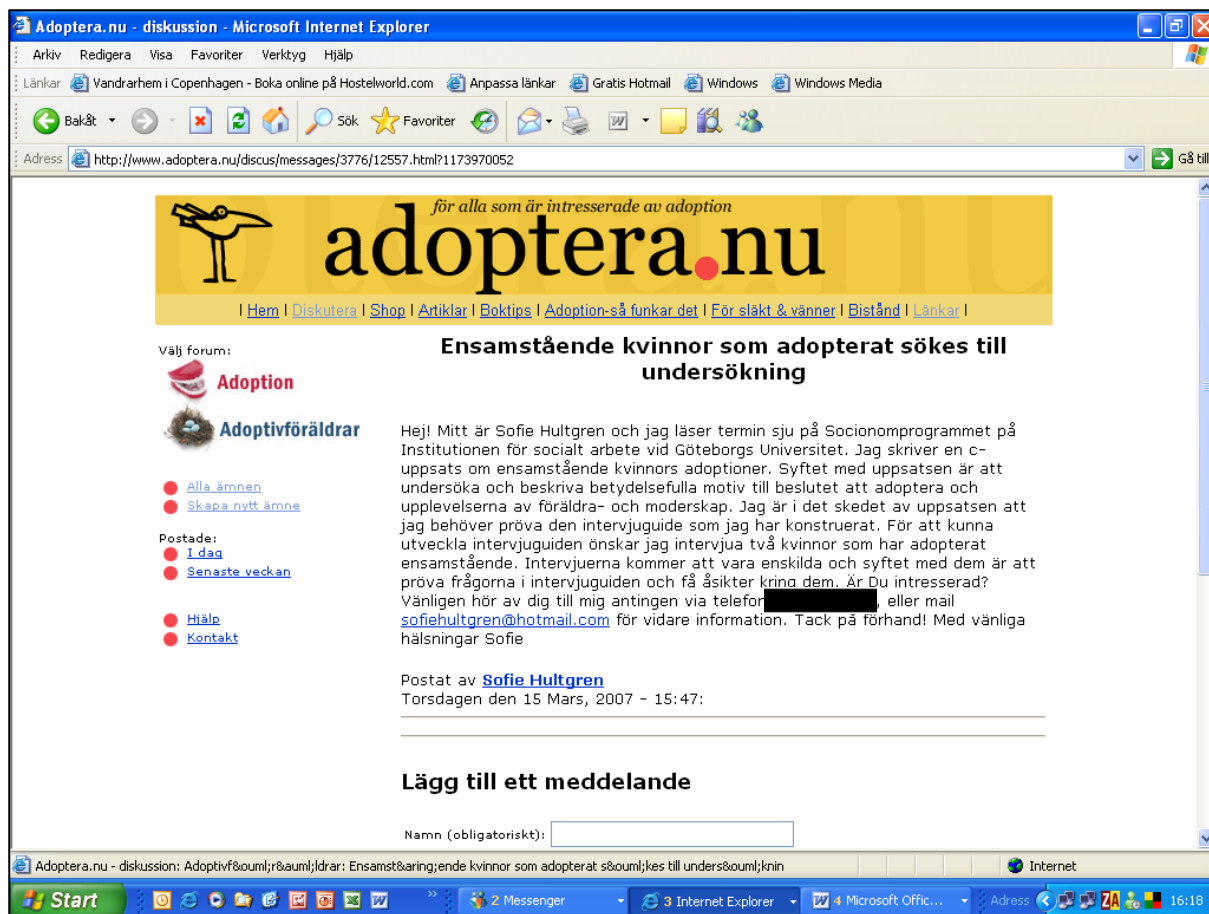 Adoptera.nu - diskussion - Microsoft Internet Explorer
Arkiv Redigera Visa Favoriter Verktyg Hjälp
Länkar Vandrarhem i Copenhagen - Boka online på Hostelworld.com Anpassa länkar Gratis Hotmail Windows Windows Media
Bakåt Sök Favoriter
Adress http://www.adoptera.nu/discus/messages/3776/12557.html?1173970052 Gå till
för alla som är intresserade av adoption
adoptera.nu
| Hem | Diskutera | Shop | Artiklar | Boktips | Adoption-så funkar det | För släkt & vänner | Bistånd | Länkar |
Välj forum:
Adoption
Adoptivföräldrar
Alla ämnen
Skapa nytt ämne
Postade:
I dag
Senaste veckan
Hjälp
Kontakt
Ensamstående kvinnor som adopterat sökes till
undersökning
Hej! Mitt är Sofie Hultgren och jag läser termin sju på Socionomprogrammet på
Institutionen för socialt arbete vid Göteborgs Universitet. Jag skriver en c-
uppsats om ensamstående kvinnors adoptioner. Syftet med uppsatsen är att
undersöka och beskriva betydelsefulla motiv till beslutet att adoptera och
upplevelserna av föräldra- och moderskap. Jag är i det skedet av uppsatsen att
jag behöver pröva den intervjuguide som jag har konstruerat. För att kunna
utveckla intervjuguiden önskar jag intervjua två kvinnor som har adopterat
ensamstående. Intervjuerna kommer att vara enskilda och syftet med dem är att
pröva frågorna i intervjuguiden och få åsikter kring dem. Är Du intresserad?
Vänligen hör av dig till mig antingen via telefon , eller mail
sofiehultgren@hotmail.com för vidare information. Tack på förhand! Med vänliga
hälsningar Sofie
Postat av Sofie Hultgren
Torsdagen den 15 Mars, 2007 - 15:47:
Lägg till ett meddelande
Namn (obligatoriskt):
Adoptera.nu - diskussion: Adoptivf&ouml;r&auml;ldrar: Ensamst&aring;ende kvinnor som adopterat s&ouml;kes till unders&ouml;knin Internet
Start 2 Messenger 3 Internet Explorer 4 Microsoft Offic... Adress ZA 16:18